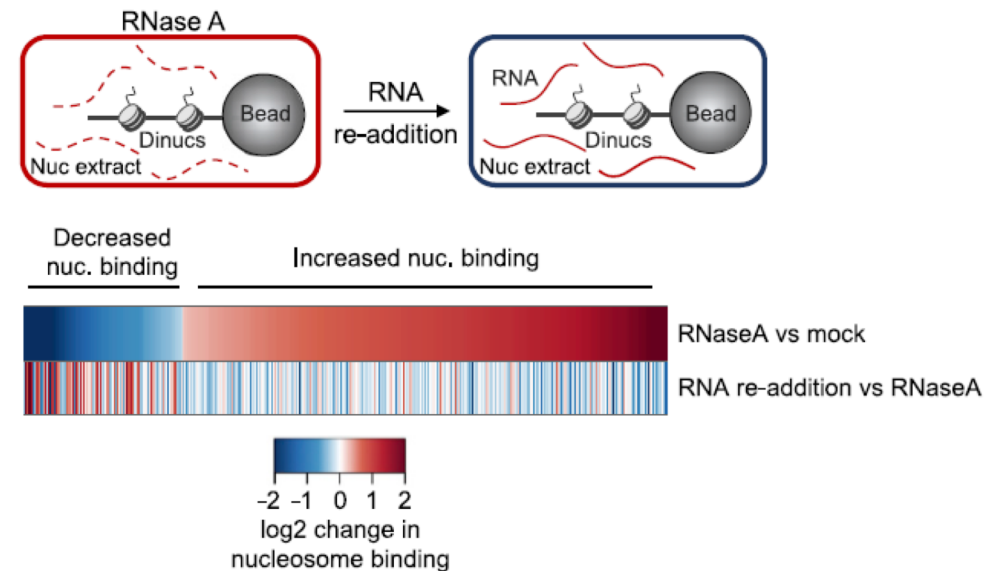 RNase A
RNA
Bead
Dinucs
Nuc extract
RNA
re-addition
RNA
Bead
Dinucs
Nuc extract
Decreased
nuc. binding
Increased nuc. binding
RNaseA vs mock
RNA re-addition vs RNaseA
−2 −1 0 1 2
log2 change in
nucleosome binding